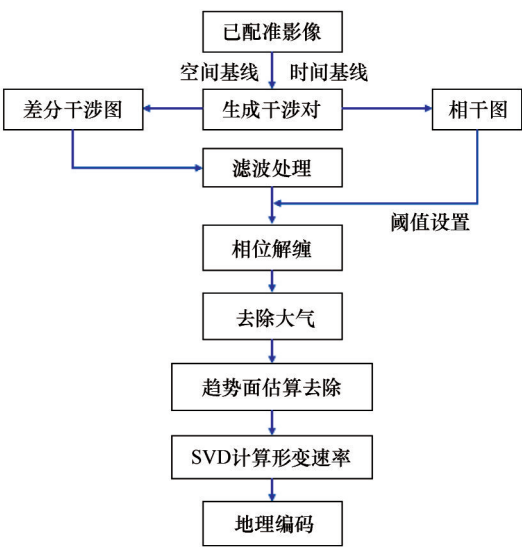 已配准影像
空间基线 时间基线
差分干涉图 生成干涉对 相干图
滤波处理
阈值设置
相位解缠
去除大气
趋势面估算去除
SVD计算形变速率
地理编码